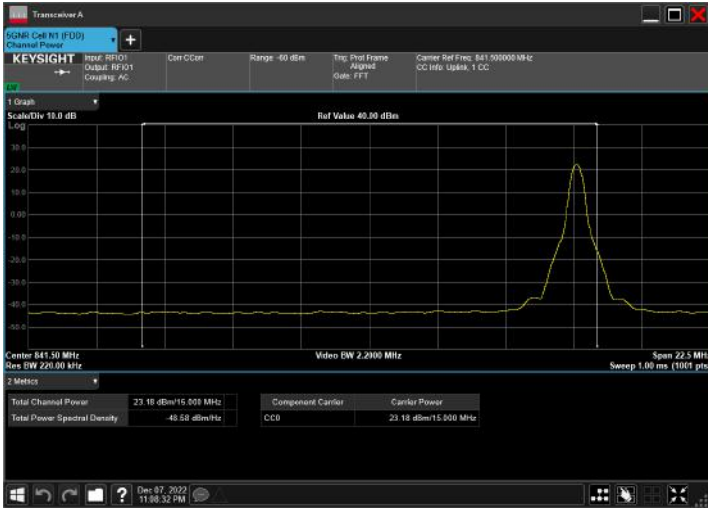 Transceiver A
5GNR Cell N1 (FDD)
Channel Power
+
KEYSIGHT
Input: RFIO1
Output: RFIO1
Coupling: AC
Corr CCorr
Range -60 dBm
Trig: Prot Frame
Aligned
Gate: FFT
Carrier Ref Freq: 841.500000 MHz
CC Info: Uplink, 1 CC
1 Graph
Scale/Div 10.0 dB
Ref Value 40.00 dBm
Log
30.0
20.0
10.0
0.00
-10.0
-20.0
-30.0
-40.0
-50.0
Center 841.50 MHz
Video BW 2.2000 MHz
Span 22.5 MH
Res BW 220.00 kHz
Sweep 1.00 ms (1001 pts
2 Metrics
Total Channel Power 23.18 dBm/15.000 MHz
Total Power Spectral Density -48.58 dBm/Hz
Component Carrier Carrier Power
CC0 23.18 dBm/15.000 MHz
?
Dec 07, 2022
11:08:32 PM